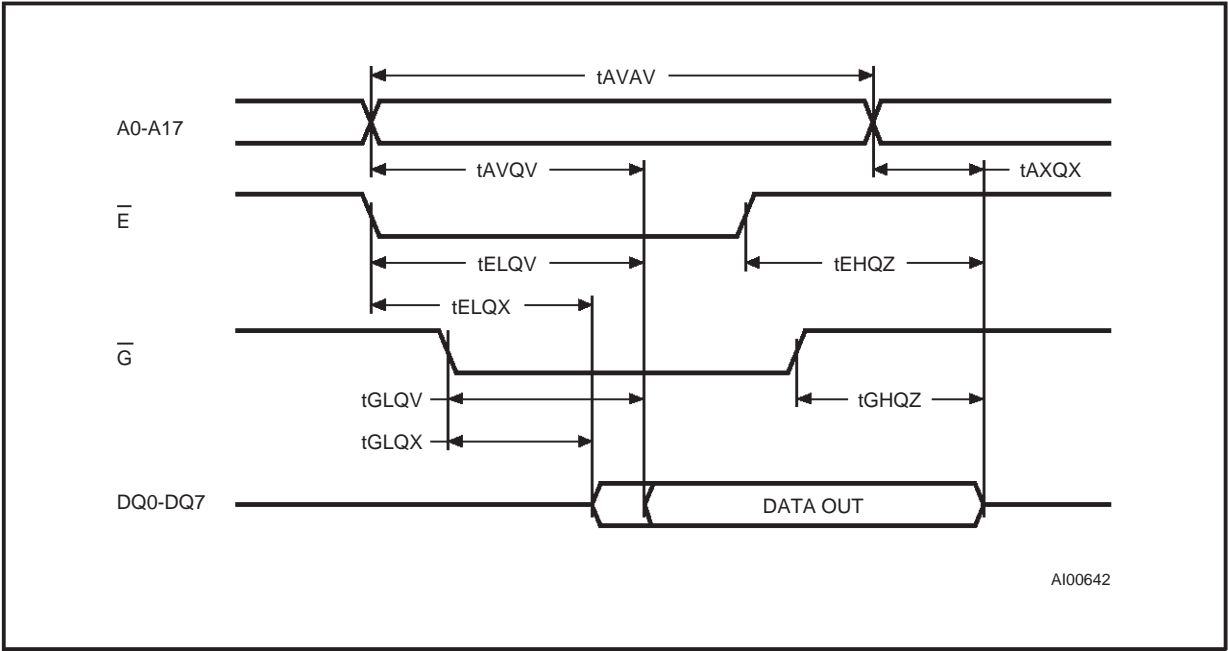 tAVAV
A0-A17
tAVQV
tAXQX
E
tELQV
tEHQZ
tELQX
G
tGLQV
tGHQZ
tGLQX
DQ0-DQ7
DATA OUT
AI00642